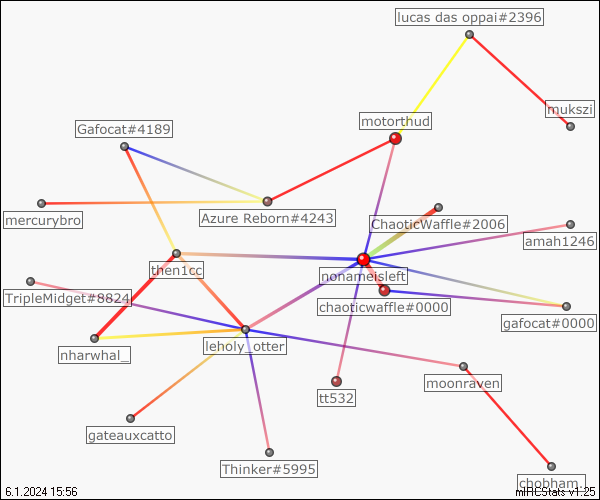 lucas das oppai#2396
mukszi
motorthud
Gafocat#4189
mercurybro
Azure Reborn#4243
ChaoticWaffle#2006
amah1246
then1cc
nonameisleft
TripleMidget#8824
chaoticwaffle#0000
gafocat#0000
nharwhal_
leholy_otter
moonraven
tt532
gateauxcatto
Thinker#5995
chobham.
6.1.2024 15:56
mIRCStats v1.25